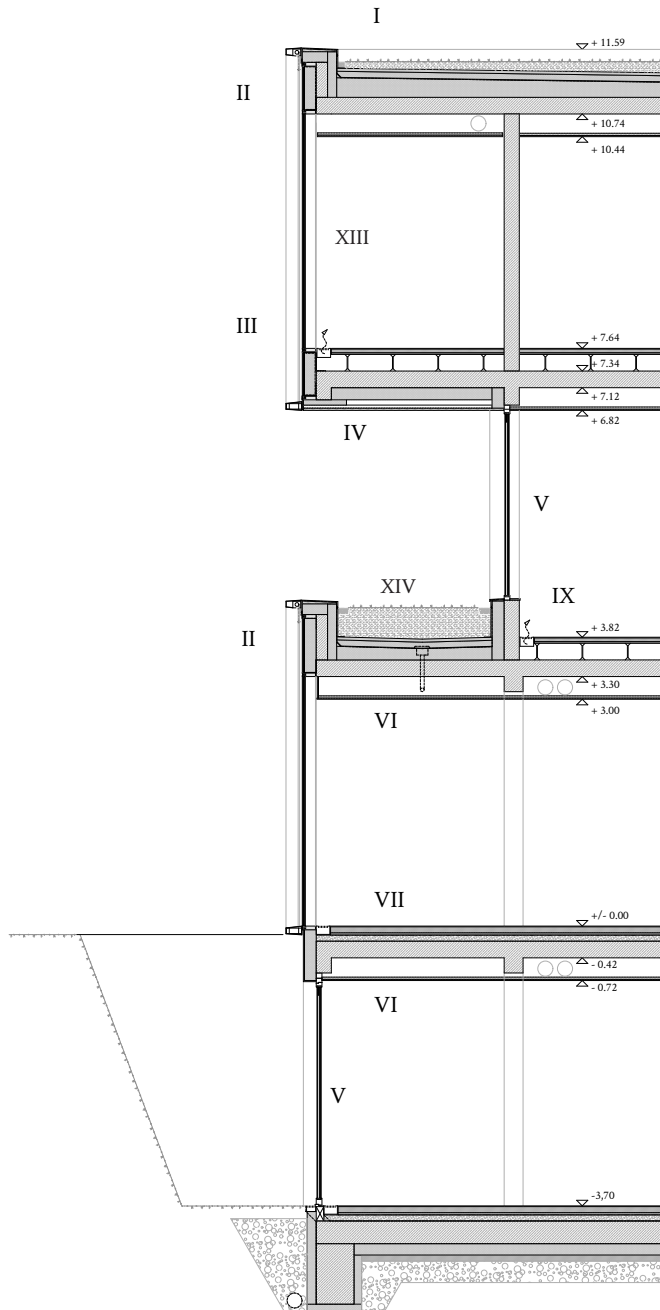 I
+ 11.59
II
+ 10.74
+ 10.44
XIII
III
+ 7.64
+ 7.34
+ 7.12
+ 6.82
IV
V
XIV
IX
+ 3.82
II
+ 3.30
+ 3.00
VI
VII
+/- 0.00
- 0.42
- 0.72
VI
V
-3,70